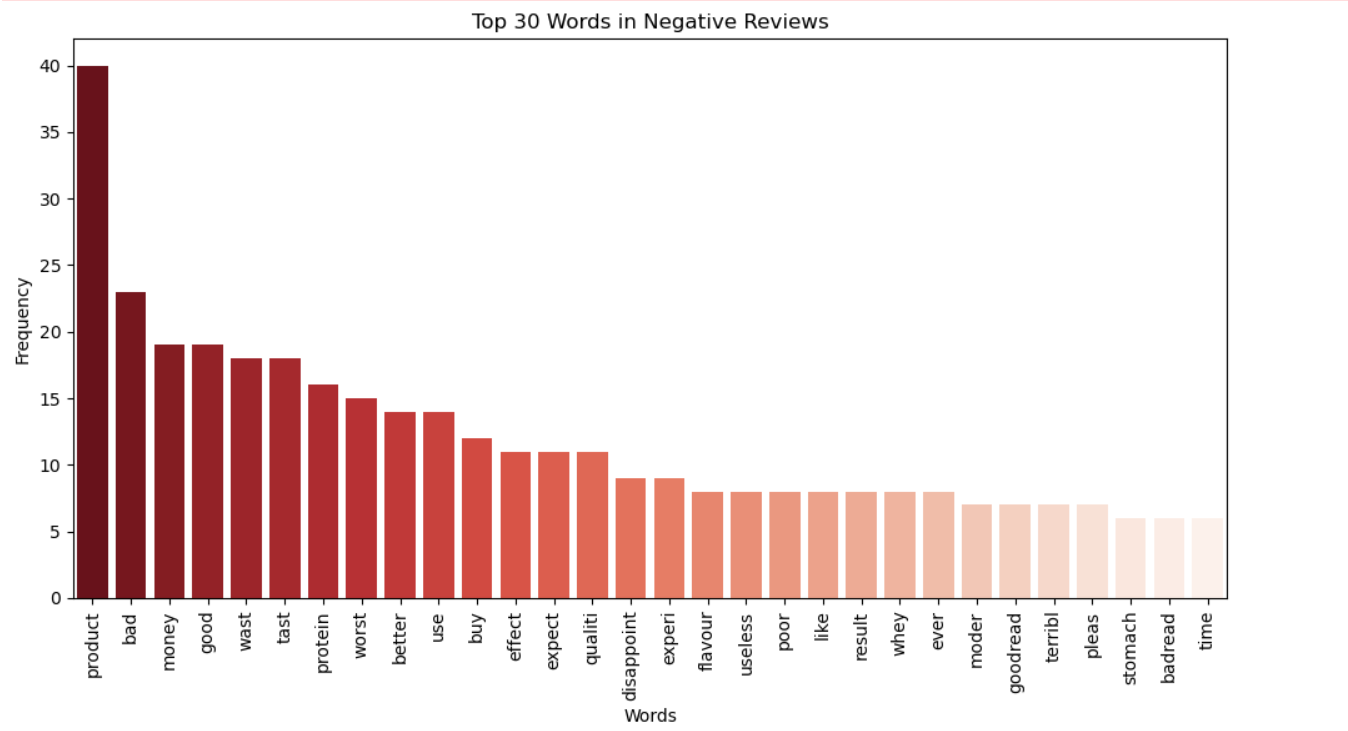 Top 30 Words in Negative Reviews
Frequency
40
35
30
25
20
15
10
5
0
product
bad
money
good
wast
tast
protein
worst
better
use
buy
effect
expect
qualiti
disappoint
experi
flavour
useless
poor
like
result
whey
ever
moder
goodread
terribl
pleas
stomach
badread
time
Words